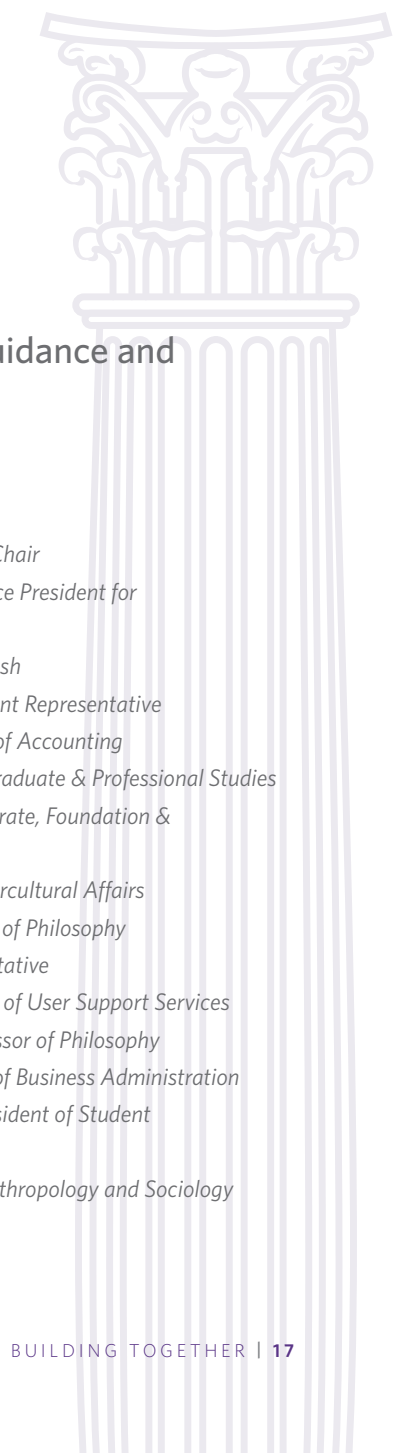 uidance and
Chair
ce President for
sh
nt Representative
of Accounting
raduate & Professional Studies
rate, Foundation &
rcultural Affairs
of Philosophy
tative
of User Support Services
ssor of Philosophy
of Business Administration
sident of Student
thropology and Sociology
BUILDING TOGETHER | 17